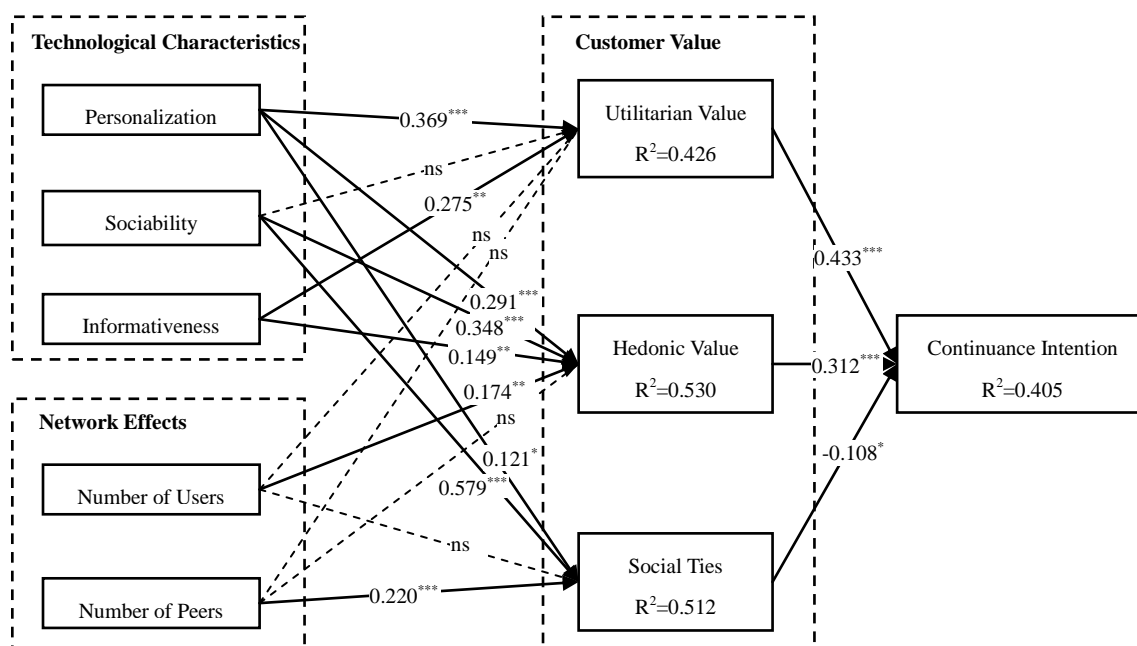 Technological Characteristics
Personalization
Sociability
Informativeness
Network Effects
Number of Users
Number of Peers
0.369***
ns
0.275**
ns
ns
0.291***
0.348***
0.149**
0.174**
ns
0.121*
0.579***
ns
0.220***
Customer Value
Utilitarian Value
R²=0.426
Hedonic Value
R²=0.530
Social Ties
R²=0.512
0.433***
0.312***
-0.108*
Continuance Intention
R²=0.405